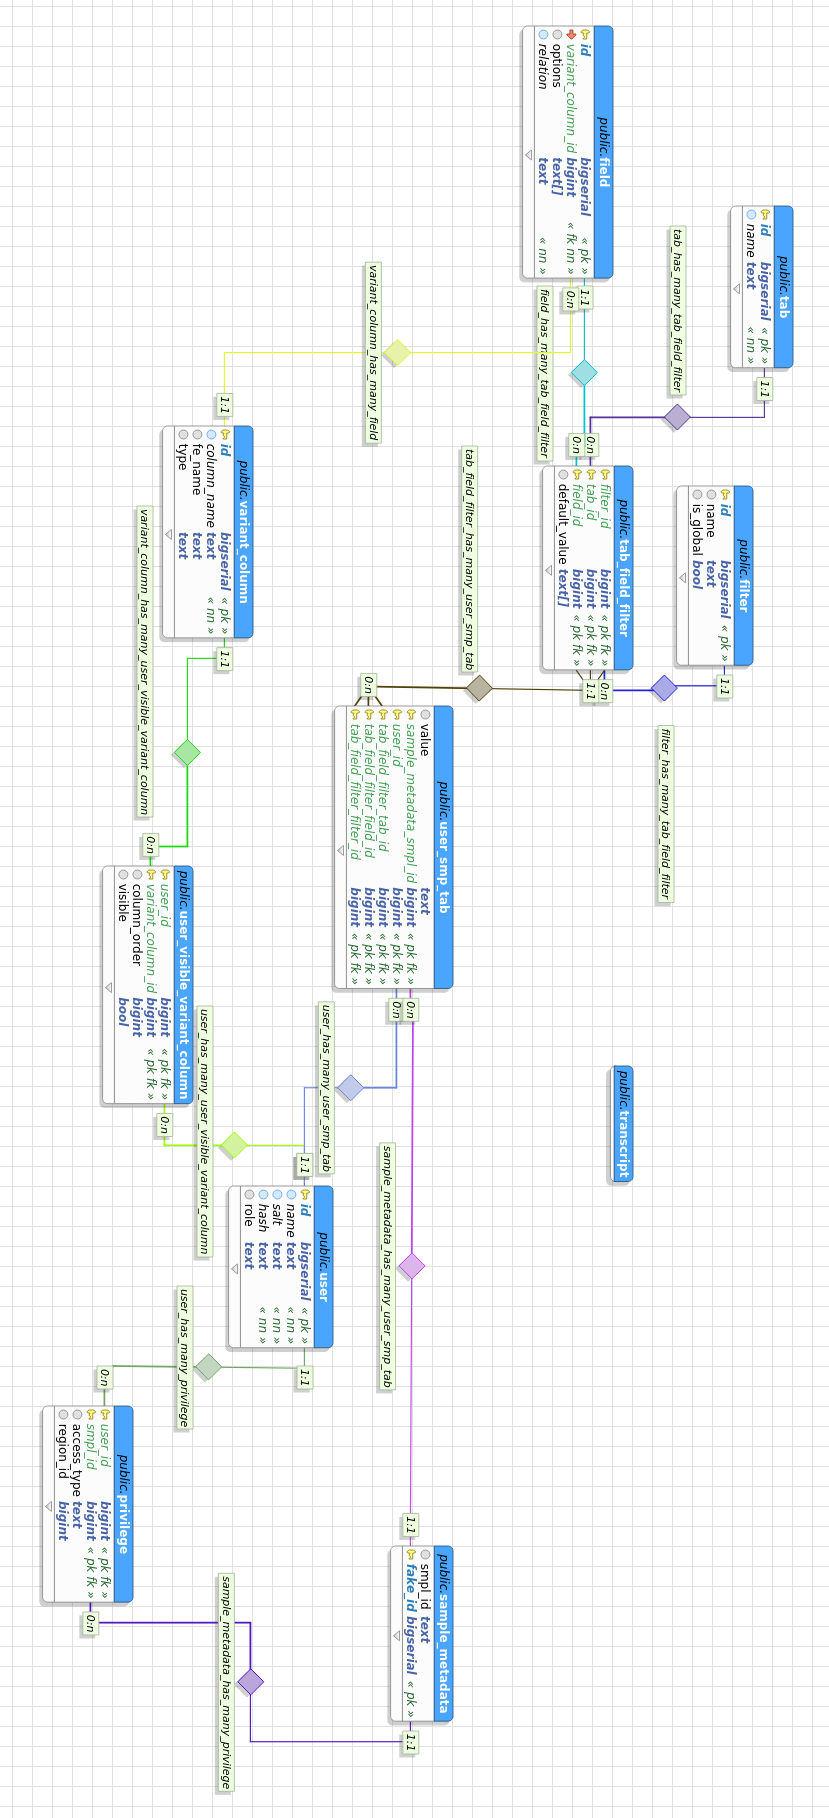 public.field
id bigserial « pk »
variant_column_id bigint « fk nn »
options text[]
relation text « nn »
public.tab
id bigserial « pk »
name text « nn »
tab_has_many_tab_field_filter
1:1
0:n
1:1
field_has_many_tab_field_filter
variant_column_has_many_field
1:1
1:1
0:n
0:n
public.filter
id bigserial « pk »
name text
is_global bool
public.tab_field_filter
filter_id bigint « pk fk »
tab_id bigint « pk fk »
field_id bigint « pk fk »
default_value text[]
tab_field_filter_has_many_user_smp_tab
public.variant_column
id bigserial « pk »
column_name text « nn »
fe_name text
type text
variant_column_has_many_user_visible_variant_column
1:1
0:n
1:1
0:n
1:1
filter_has_many_tab_field_filter
public.user_smp_tab
value text
sample_metadata_smpl_id bigint « pk fk »
user_id bigint « pk fk »
tab_field_filter_tab_id bigint « pk fk »
tab_field_filter_field_id bigint « pk fk »
tab_field_filter_filter_id bigint « pk fk »
0:n
public.user_visible_variant_column
user_id bigint « pk fk »
variant_column_id bigint « pk fk »
column_order bigint
visible bool
0:n
0:n
user_has_many_user_smp_tab
user_has_many_user_visible_variant_column
public.transcript
0:n
1:1
sample_metadata_has_many_user_smp_tab
public.user
id bigserial « pk »
name text « nn »
salt text « nn »
hash text « nn »
role text
user_has_many_privilege
1:1
0:n
public.privilege
user_id bigint « pk fk »
smpl_id bigint « pk fk »
access_type text
region_id bigint
1:1
public.sample_metadata
smpl_id text
fake_id bigserial « pk »
sample_metadata_has_many_privilege
0:n
1:1